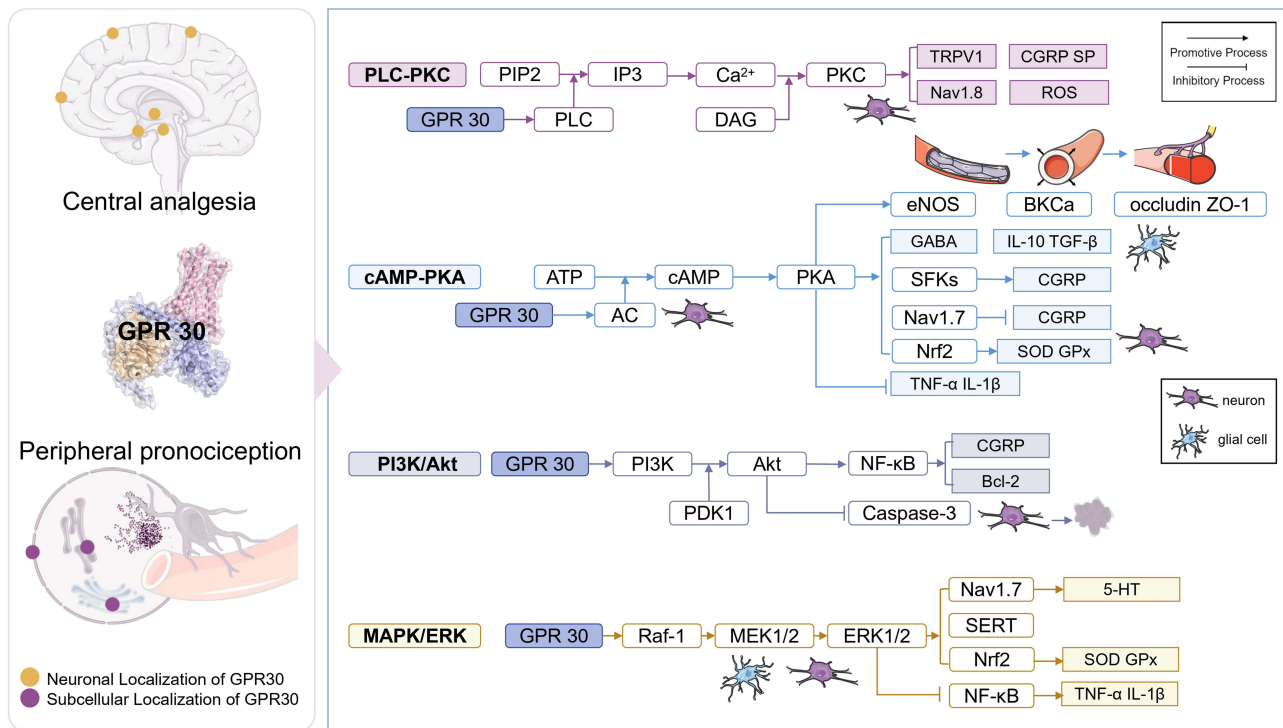 Central analgesia
GPR 30
Peripheral pronociception
Neuronal Localization of GPR30
Subcellular Localization of GPR30
PLC-PKC
PIP2
IP3
Ca²⁺
PKC
TRPV1
CGRP SP
Nav1.8
ROS
GPR 30
PLC
DAG
Promotive Process
Inhibitory Process
eNOS
BKCa
occludin ZO-1
cAMP-PKA
ATP
cAMP
PKA
GPR 30
AC
GABA
IL-10 TGF-β
SFKs
CGRP
Nav1.7
CGRP
Nrf2
SOD GPx
TNF-α IL-1β
neuron
glial cell
PI3K/Akt
GPR 30
PI3K
Akt
NF-κB
CGRP
Bcl-2
PDK1
Caspase-3
MAPK/ERK
GPR 30
Raf-1
MEK1/2
ERK1/2
Nav1.7
5-HT
SERT
Nrf2
SOD GPx
NF-κB
TNF-α IL-1β